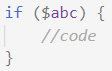 if ($abc) {
    //code
}